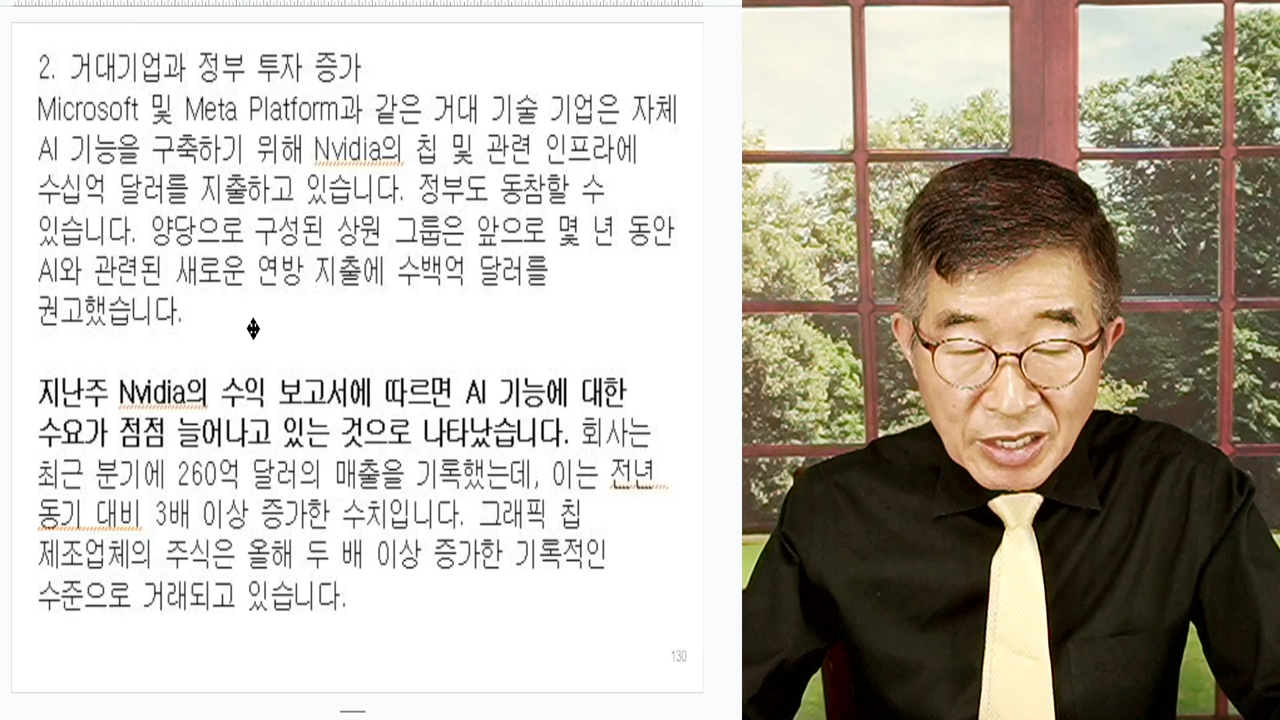 2. 거대기업과 정부 투자 증가
Microsoft 및 Meta Platform과 같은 거대 기술 기업은 자체
AI 기능을 구축하기 위해 Nvidia의 칩 및 관련 인프라에
수십억 달러를 지출하고 있습니다. 정부도 동참할 수
있습니다. 양당으로 구성된 상원 그룹은 앞으로 몇 년 동안
AI와 관련된 새로운 연방 지출에 수백억 달러를
권고했습니다.
지난주 Nvidia의 수익 보고서에 따르면 AI 기능에 대한
수요가 점점 늘어나고 있는 것으로 나타났습니다. 회사는
최근 분기에 260억 달러의 매출을 기록했는데, 이는 전년
동기 대비 3배 이상 증가한 수치입니다. 그래픽 칩
제조업체의 주식은 올해 두 배 이상 증가한 기록적인
수준으로 거래되고 있습니다.
130